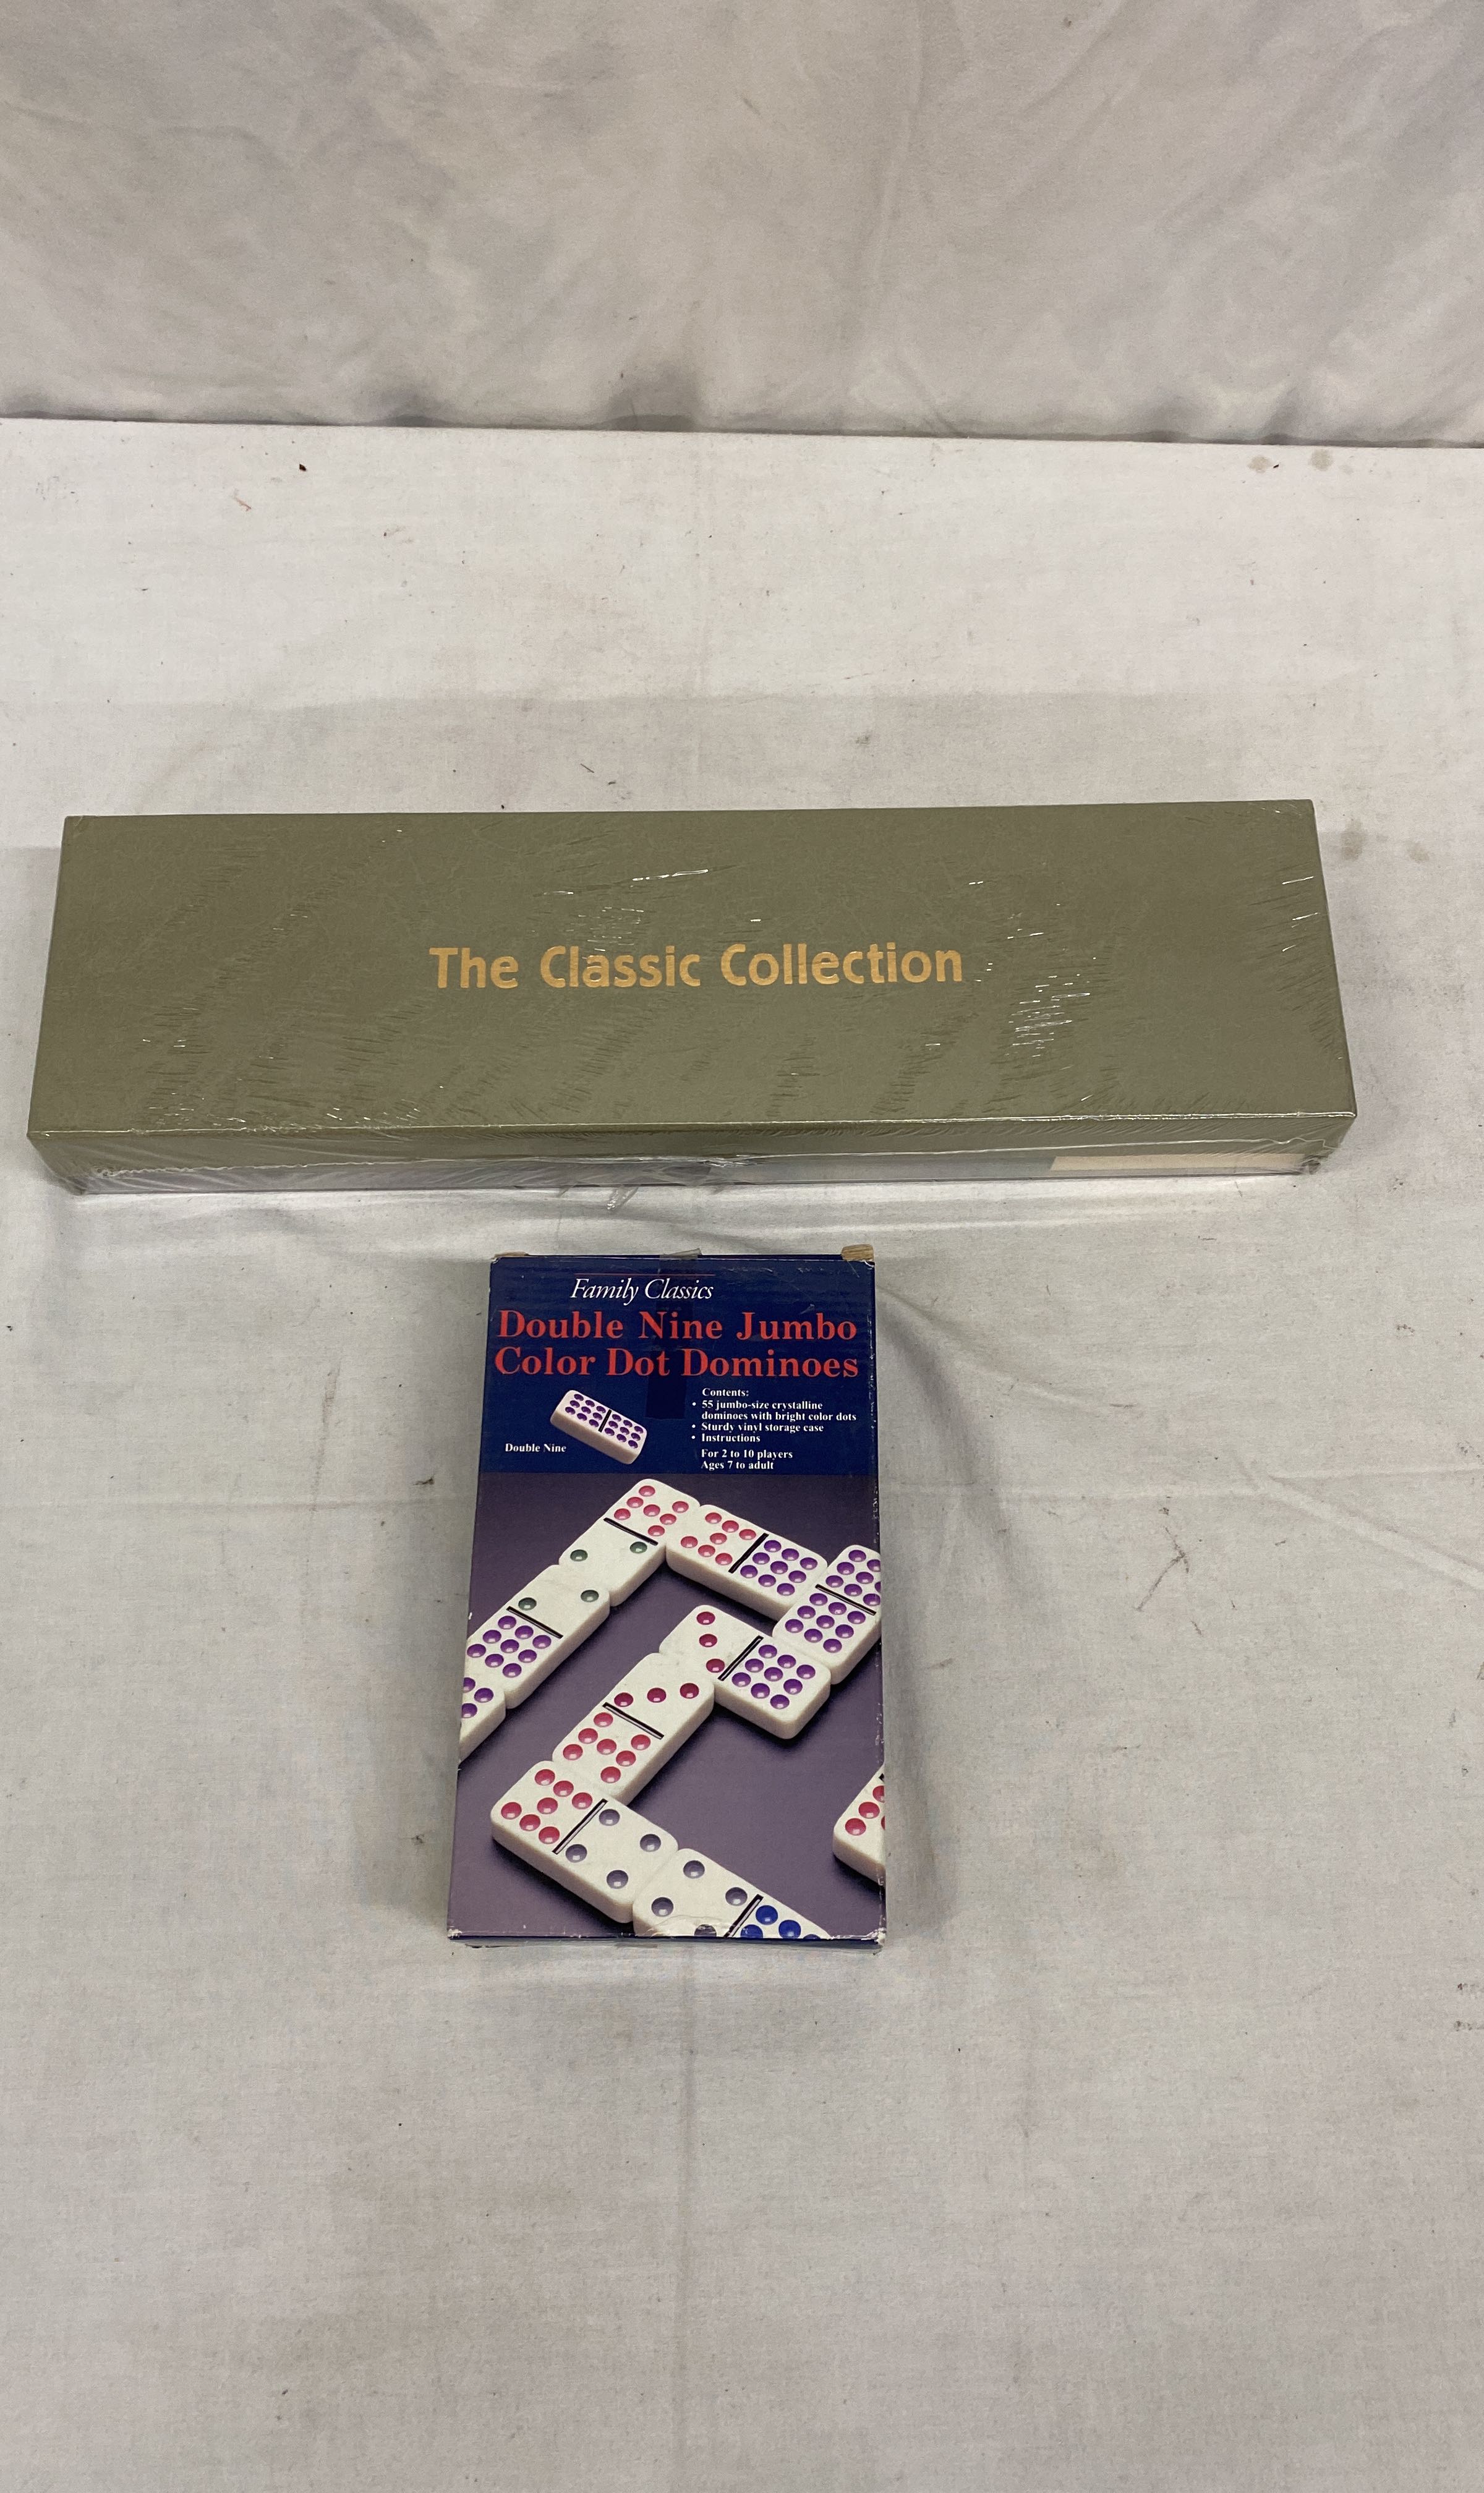 The Classic Collection
Family Classics
Double Nine Jumbo
Color Dot Dominoes
Contents:
• 55 jumbo-size crystalline
dominoes with bright color dots
• Sturdy vinyl storage case
• Instructions
For 2 to 10 players
Ages 7 to adult
Double Nine